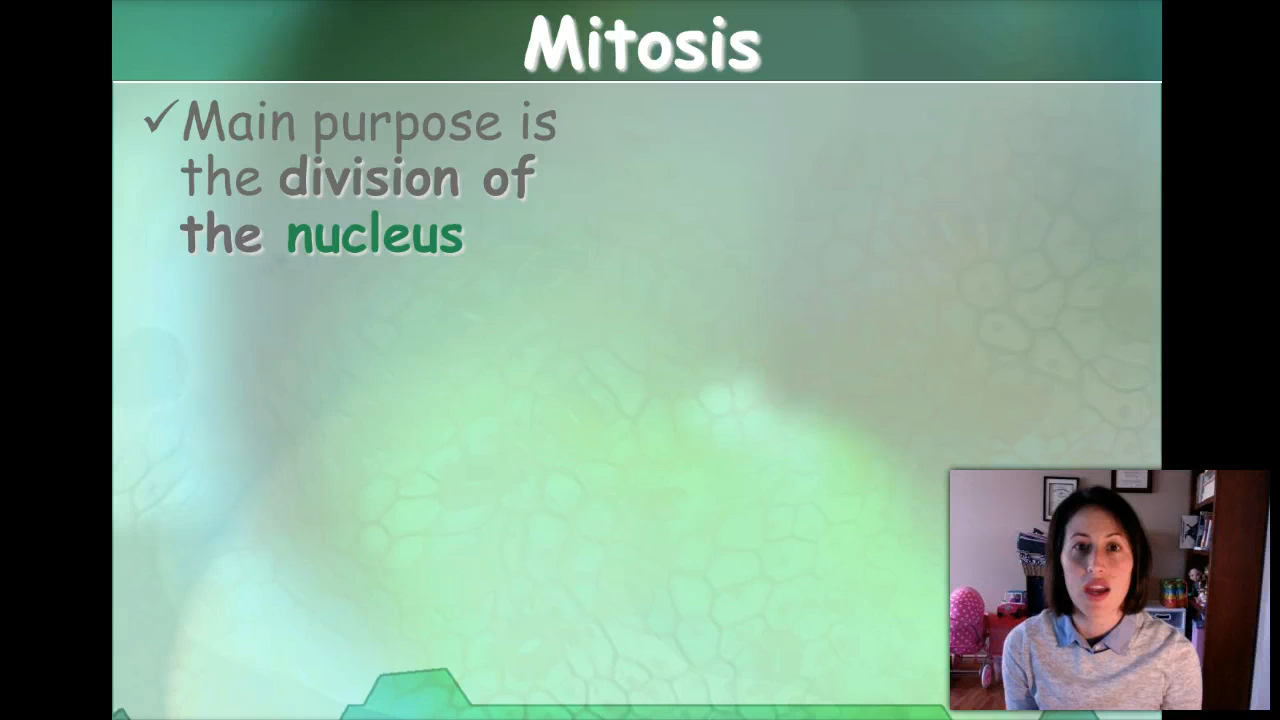 Mitosis
✓Main purpose is
the division of
the nucleus